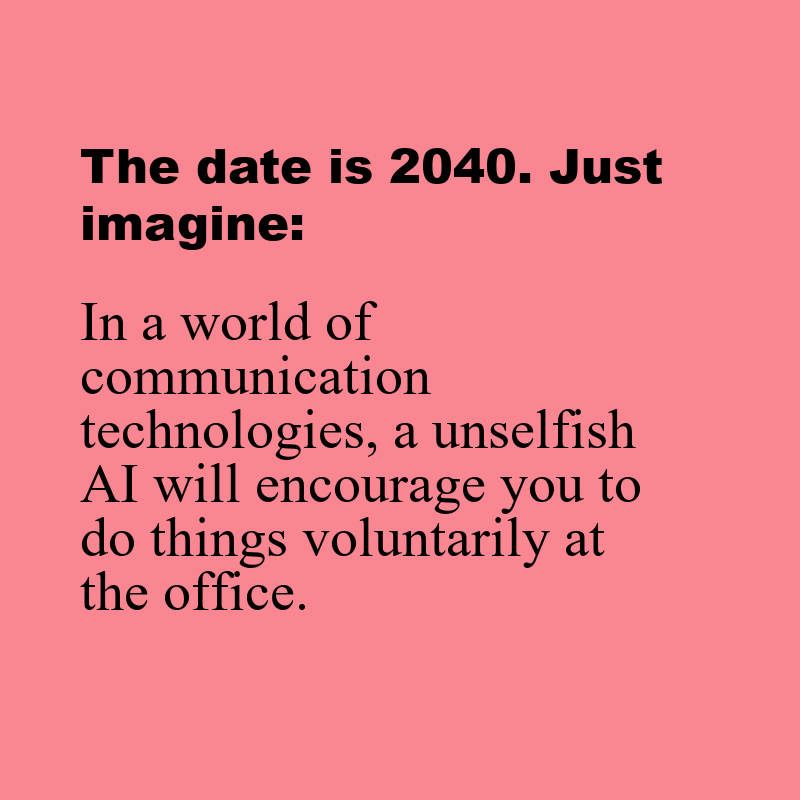 The date is 2040. Just
imagine:
In a world of
communication
technologies, a unselfish
AI will encourage you to
do things voluntarily at
the office.